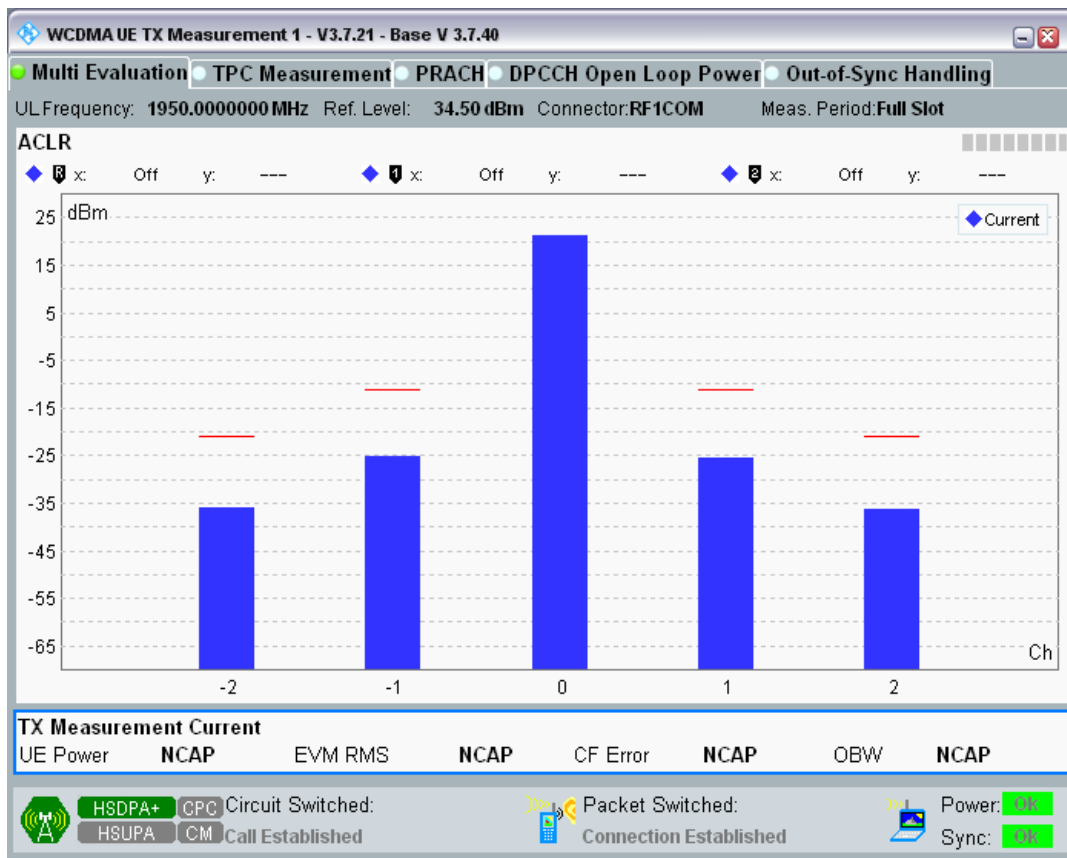 WCDMA UE TX Measurement 1 - V3.7.21 - Base V 3.7.40
Multi Evaluation TPC Measurement PRACH DPCCH Open Loop Power Out-of-Sync Handling
UL Frequency: 1950.0000000 MHz Ref. Level: 34.50 dBm Connector:RF1COM Meas. Period:Full Slot
ACLR
R x: Off y: --- 1 x: Off y: --- 2 x: Off y: ---
dBm
Current
25
15
5
-5
-15
-25
-35
-45
-55
-65
Ch
-2 -1 0 1 2
TX Measurement Current
UE Power NCAP EVM RMS NCAP CF Error NCAP OBW NCAP
HSDPA+ CPC Circuit Switched: Packet Switched: Power: Ok
HSUPA CM Call Established Connection Established Sync: Ok